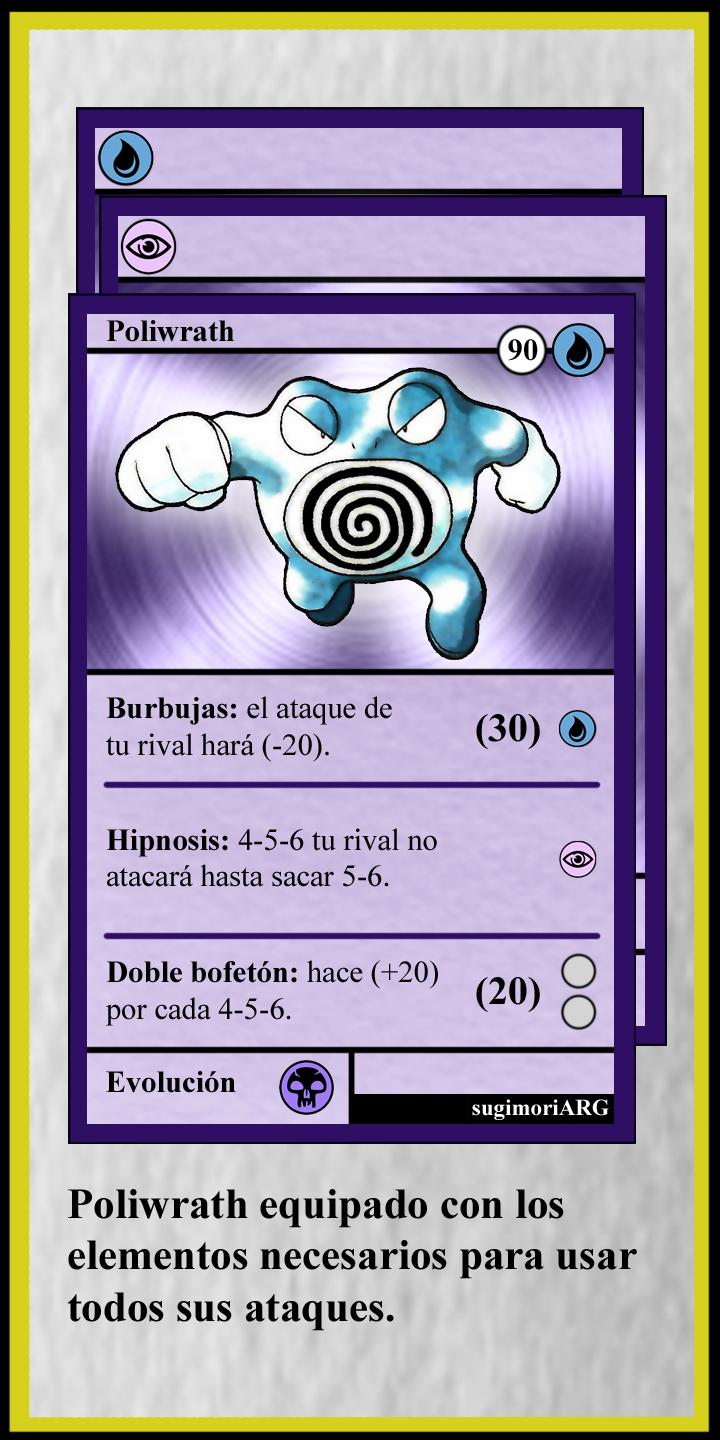 Poliwrath
90
Burbujas: el ataque de
tu rival hará (-20).
(30)
Hipnosis: 4-5-6 tu rival no
atacará hasta sacar 5-6.
Doble bofetón: hace (+20)
por cada 4-5-6.
(20)
Evolución
sugimoriARG
Poliwrath equipado con los
elementos necesarios para usar
todos sus ataques.